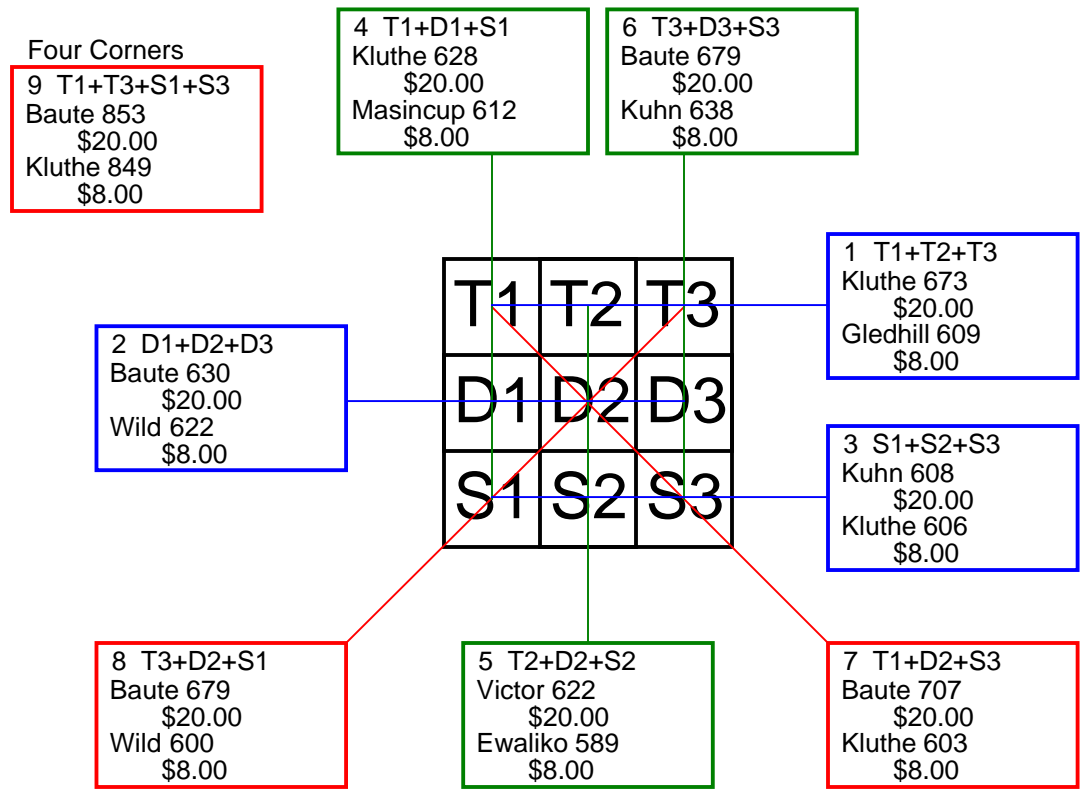 4 T1+D1+S1
Kluthe 628
$20.00
Masincup 612
$8.00
6 T3+D3+S3
Baute 679
$20.00
Kuhn 638
$8.00
Four Corners
9 T1+T3+S1+S3
Baute 853
$20.00
Kluthe 849
$8.00
1 T1+T2+T3
Kluthe 673
$20.00
Gledhill 609
$8.00
T1 T2 T3
2 D1+D2+D3
Baute 630
$20.00
Wild 622
$8.00
D1 D2 D3
3 S1+S2+S3
Kuhn 608
$20.00
Kluthe 606
$8.00
S1 S2 S3
8 T3+D2+S1
Baute 679
$20.00
Wild 600
$8.00
5 T2+D2+S2
Victor 622
$20.00
Ewaliko 589
$8.00
7 T1+D2+S3
Baute 707
$20.00
Kluthe 603
$8.00